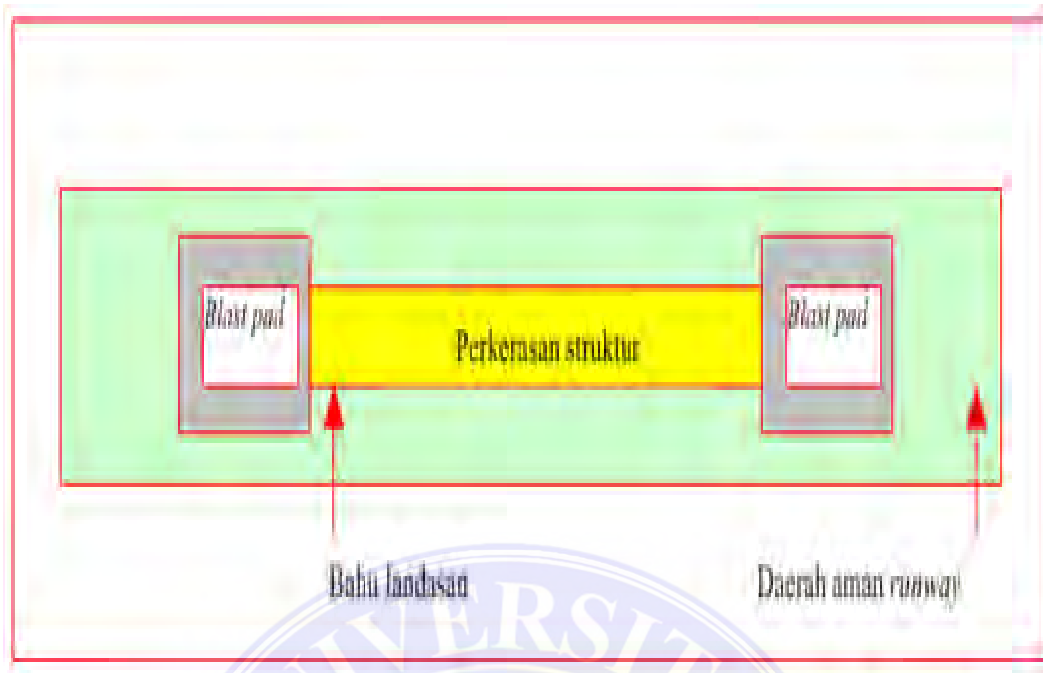 Blast pad
Perkerasan struktur
Blast pad
Bahu landasan
Daerah aman runway